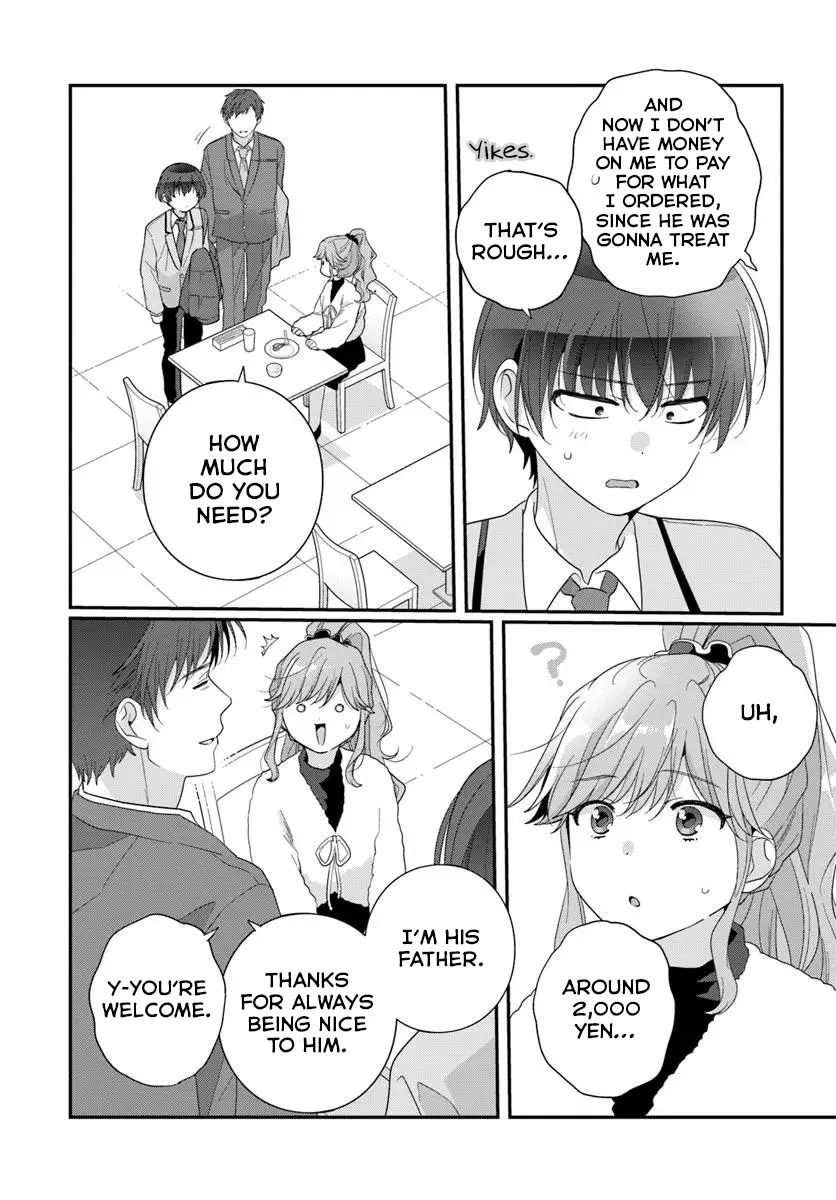 AND
NOW I DON'T
HAVE MONEY
ON ME TO PAY
FOR WHAT
I ORDERED,
SINCE HE WAS
GONNA TREAT
ME.
Yikes.
THAT'S
ROUGH...
HOW
MUCH
DO YOU
NEED?
?
UH,
AROUND
2,000
YEN...
I'M HIS
FATHER.
THANKS
FOR ALWAYS
BEING NICE
TO HIM.
Y-YOU'RE
WELCOME.